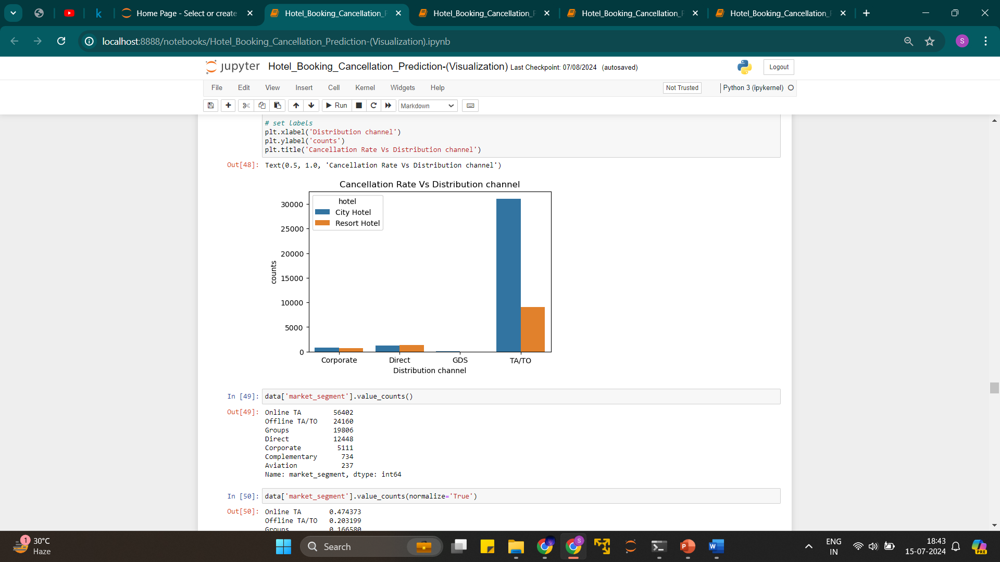 Home Page - Select or create
Hotel_Booking_Cancellation_
Hotel_Booking_Cancellation_
Hotel_Booking_Cancellation_
Hotel_Booking_Cancellation_
localhost:8888/notebooks/Hotel_Booking_Cancellation_Prediction-(Visualization).ipynb
S
jupyter Hotel_Booking_Cancellation_Prediction-(Visualization) Last Checkpoint: 07/08/2024 (autosaved)
Logout
File Edit View Insert Cell Kernel Widgets Help
Not Trusted
Python 3 (ipykernel)
Run
Markdown
# set labels
plt.xlabel('Distribution channel')
plt.ylabel('counts')
plt.title('Cancellation Rate Vs Distribution channel')
Out[48]: Text(0.5, 1.0, 'Cancellation Rate Vs Distribution channel')
Cancellation Rate Vs Distribution channel
hotel
City Hotel
Resort Hotel
30000
25000
20000
15000
10000
5000
0
counts
Corporate Direct GDS TA/TO
Distribution channel
In [49]: data['market_segment'].value_counts()
Out[49]: Online TA 56402
Offline TA/TO 24160
Groups 19806
Direct 12448
Corporate 5111
Complementary 734
Aviation 237
Name: market_segment, dtype: int64
In [50]: data['market_segment'].value_counts(normalize='True')
Out[50]: Online TA 0.474373
Offline TA/TO 0.203199
Groups 0.166580
1
30°C
Haze
Search
S
P
W
ENG
IN
18:43
15-07-2024
PRE